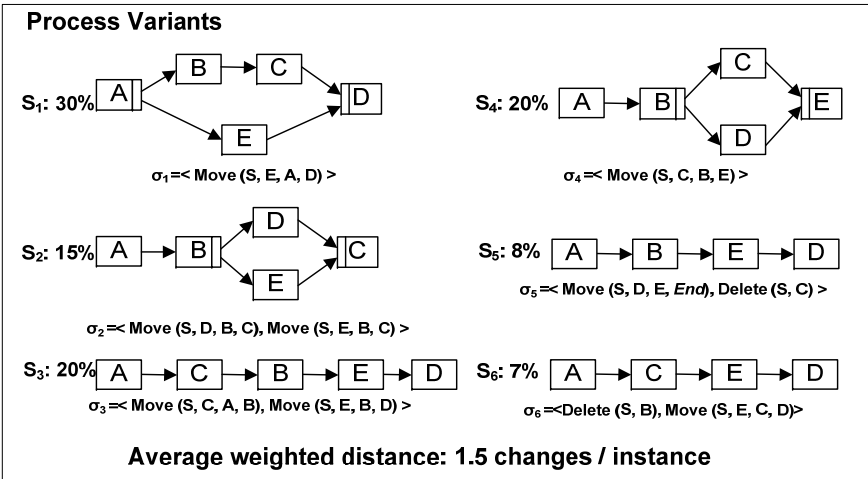 Process Variants
S₁: 30%
A
B
C
D
E
σ₁=< Move (S, E, A, D) >
S₄: 20%
A
B
C
D
E
σ₄=< Move (S, C, B, E) >
S₂: 15%
A
B
D
E
C
σ₂=< Move (S, D, B, C), Move (S, E, B, C) >
S₅: 8%
A
B
E
D
σ₅=< Move (S, D, E, End), Delete (S, C) >
S₃: 20%
A
C
B
E
D
σ₃=< Move (S, C, A, B), Move (S, E, B, D) >
S₆: 7%
A
C
E
D
σ₆=<Delete (S, B), Move (S, E, C, D)>
Average weighted distance: 1.5 changes / instance